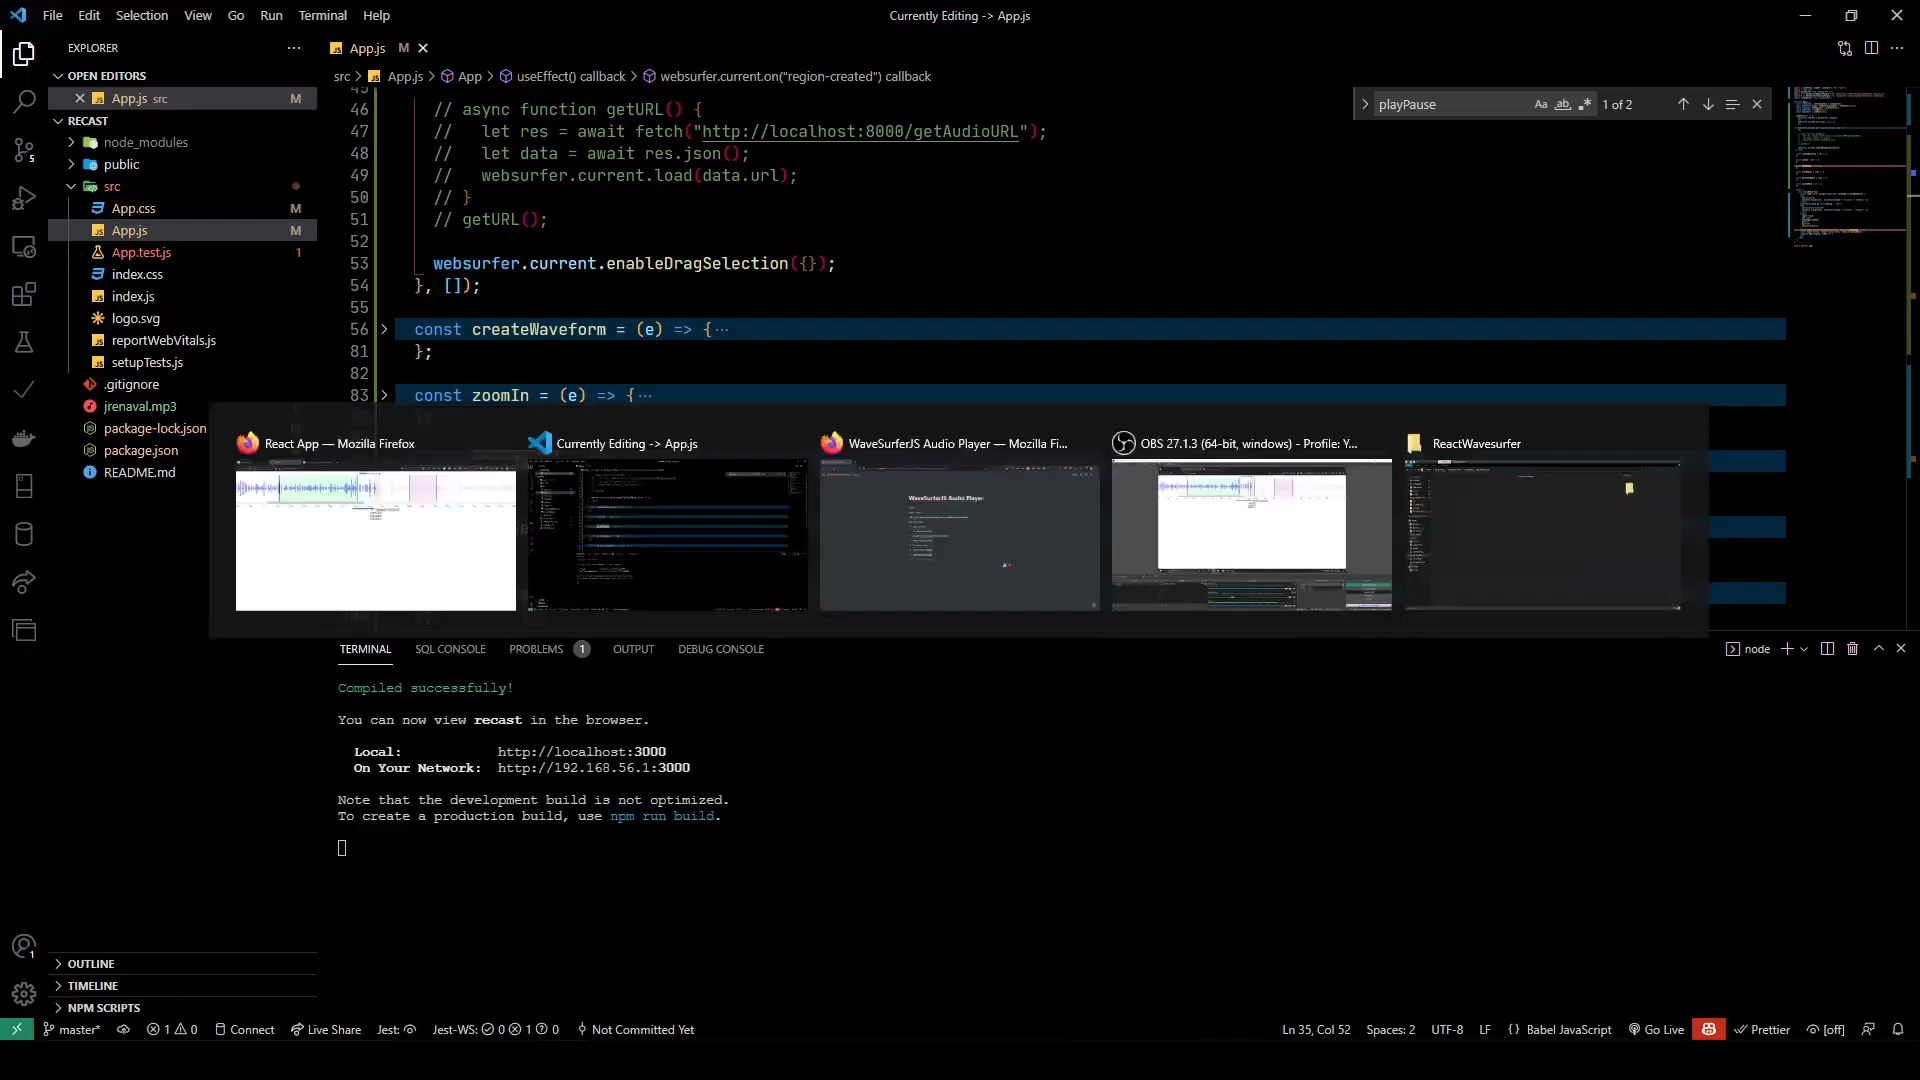 File Edit Selection View Go Run Terminal Help
Currently Editing -> App.js
EXPLORER
OPEN EDITORS
App.js src M
RECAST
node_modules
public
src
App.css M
App.js M
App.test.js 1
index.css
index.js
logo.svg
reportWebVitals.js
setupTests.js
.gitignore
jrenaval.mp3
package-lock.json
package.json
README.md
OUTLINE
TIMELINE
NPM SCRIPTS
App.js M
src > App.js > App > useEffect() callback > websurfer.current.on("region-created") callback
playPause Aa ab 1 of 2
45
46 // async function getURL() {
47 // let res = await fetch("http://localhost:8000/getAudioURL");
48 // let data = await res.json();
49 // websurfer.current.load(data.url);
50 // }
51 // getURL();
52
53 websurfer.current.enableDragSelection({});
54 }, []);
55
56 const createWaveform = (e) => {···
81 };
82
83 const zoomIn = (e) => {···
React App — Mozilla Firefox
Currently Editing -> App.js
WaveSurferJS Audio Player — Mozilla Fi...
OBS 27.1.3 (64-bit, windows) - Profile: Y...
ReactWavesurfer
WaveSurferJS Audio Player
TERMINAL SQL CONSOLE PROBLEMS 1 OUTPUT DEBUG CONSOLE
node
Compiled successfully!
You can now view recast in the browser.
Local: http://localhost:3000
On Your Network: http://192.168.56.1:3000
Note that the development build is not optimized.
To create a production build, use npm run build.
5
1
master* 1 0 Connect Live Share Jest: Jest-WS: 0 1 0 Not Committed Yet
Ln 35, Col 52 Spaces: 2 UTF-8 LF {} Babel JavaScript Go Live Prettier [off]